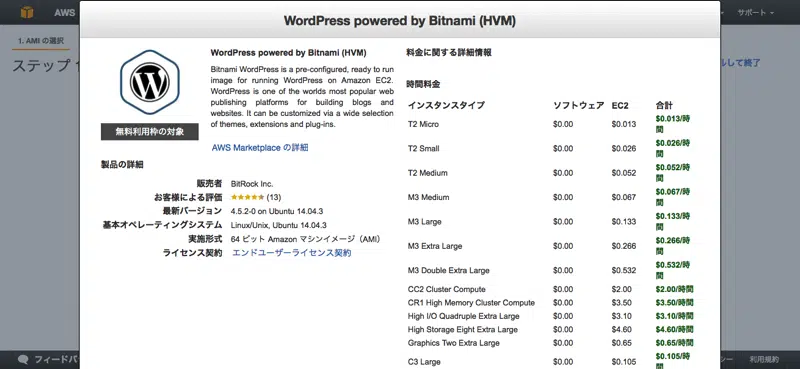 WordPress powered by Bitnami (HVM)
AWS
サポート
1. AMI の選択
ステップ 1
ルして終了
無料利用枠の対象
WordPress powered by Bitnami (HVM)
Bitnami WordPress is a pre-configured, ready to run
image for running WordPress on Amazon EC2.
WordPress is one of the worlds most popular web
publishing platforms for building blogs and
websites. It can be customized via a wide selection
of themes, extensions and plug-ins.
AWS Marketplace の詳細
製品の詳細
販売者 BitRock Inc.
お客様による評価 (13)
最新バージョン 4.5.2-0 on Ubuntu 14.04.3
基本オペレーティングシステム Linux/Unix, Ubuntu 14.04.3
実施形式 64 ビット Amazon マシンイメージ（AMI）
ライセンス契約 エンドユーザーライセンス契約
料金に関する詳細情報
時間料金
インスタンスタイプ ソフトウェア EC2 合計
T2 Micro $0.00 $0.013 $0.013/時
間
T2 Small $0.00 $0.026 $0.026/時
間
T2 Medium $0.00 $0.052 $0.052/時
間
M3 Medium $0.00 $0.067 $0.067/時
間
M3 Large $0.00 $0.133 $0.133/時
間
M3 Extra Large $0.00 $0.266 $0.266/時
間
M3 Double Extra Large $0.00 $0.532 $0.532/時
間
CC2 Cluster Compute $0.00 $2.00 $2.00/時間
CR1 High Memory Cluster Compute $0.00 $3.50 $3.50/時間
High I/O Quadruple Extra Large $0.00 $3.10 $3.10/時間
High Storage Eight Extra Large $0.00 $4.60 $4.60/時間
Graphics Two Extra Large $0.00 $0.65 $0.65/時間
C3 Large $0.00 $0.105 $0.105/時
間
フィードバ
シー 利用規約